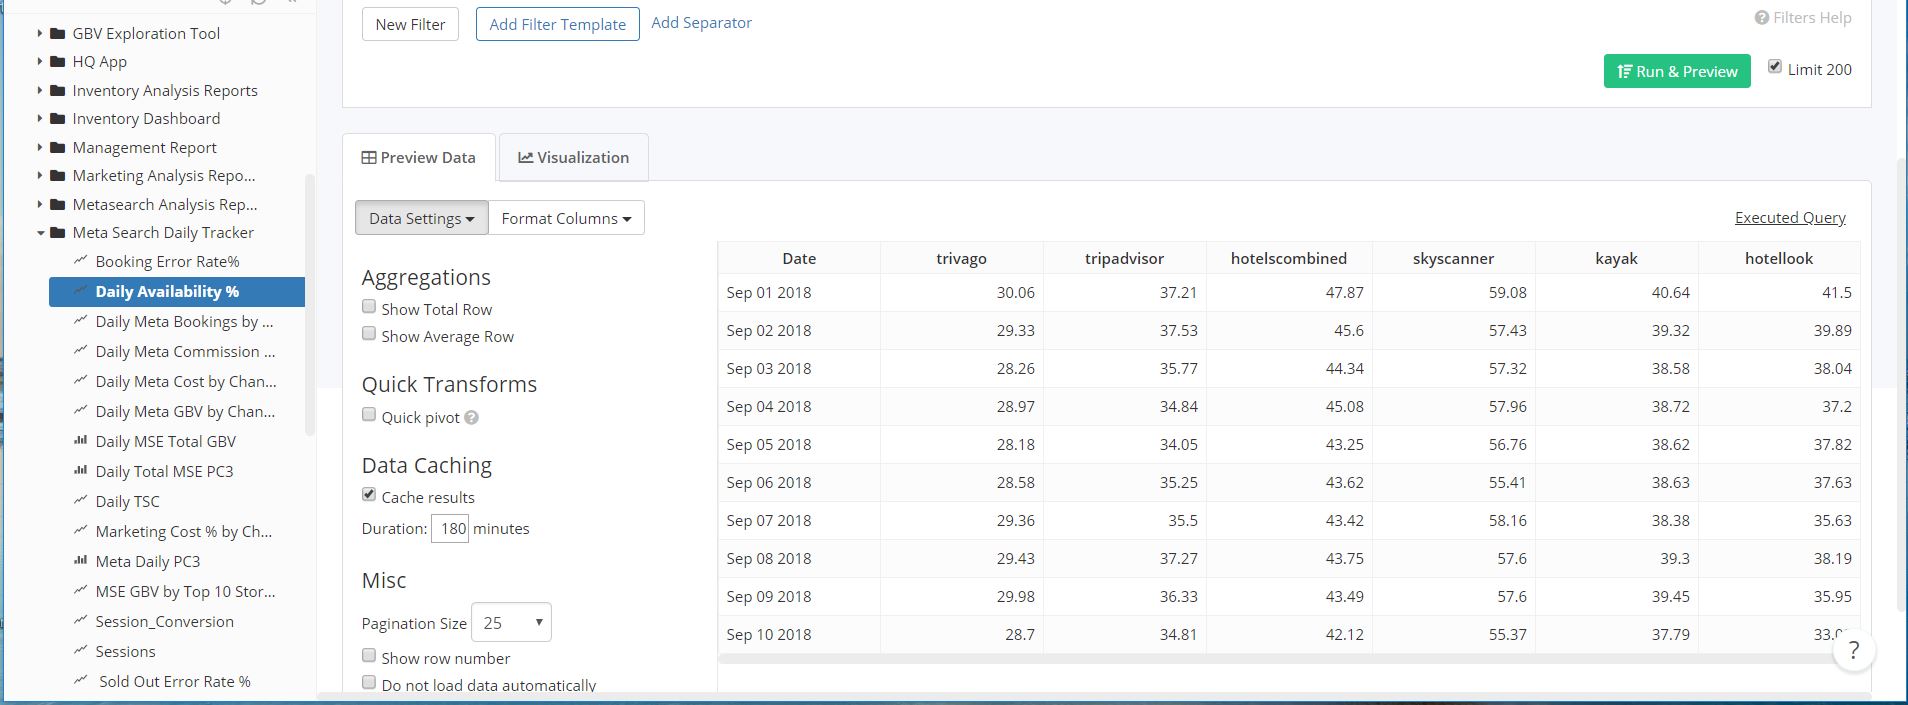 GBV Exploration Tool
HQ App
Inventory Analysis Reports
Inventory Dashboard
Management Report
Marketing Analysis Repo...
Metasearch Analysis Rep...
Meta Search Daily Tracker
Booking Error Rate%
Daily Availability %
Daily Meta Bookings by ...
Daily Meta Commission ...
Daily Meta Cost by Chan...
Daily Meta GBV by Chan...
Daily MSE Total GBV
Daily Total MSE PC3
Daily TSC
Marketing Cost % by Ch...
Meta Daily PC3
MSE GBV by Top 10 Stor...
Session_Conversion
Sessions
Sold Out Error Rate %
New Filter Add Filter Template Add Separator
? Filters Help
Run & Preview Limit 200
Preview Data Visualization
Data Settings Format Columns
Executed Query
Aggregations
Show Total Row
Show Average Row
Quick Transforms
Quick pivot ?
Data Caching
Cache results
Duration: 180 minutes
Misc
Pagination Size 25
Show row number
Do not load data automatically
Date trivago tripadvisor hotelscombined skyscanner kayak hotellook
Sep 01 2018 30.06 37.21 47.87 59.08 40.64 41.5
Sep 02 2018 29.33 37.53 45.6 57.43 39.32 39.89
Sep 03 2018 28.26 35.77 44.34 57.32 38.58 38.04
Sep 04 2018 28.97 34.84 45.08 57.96 38.72 37.2
Sep 05 2018 28.18 34.05 43.25 56.76 38.62 37.82
Sep 06 2018 28.58 35.25 43.62 55.41 38.63 37.63
Sep 07 2018 29.36 35.5 43.42 58.16 38.38 35.63
Sep 08 2018 29.43 37.27 43.75 57.6 39.3 38.19
Sep 09 2018 29.98 36.33 43.49 57.6 39.45 35.95
Sep 10 2018 28.7 34.81 42.12 55.37 37.79
?